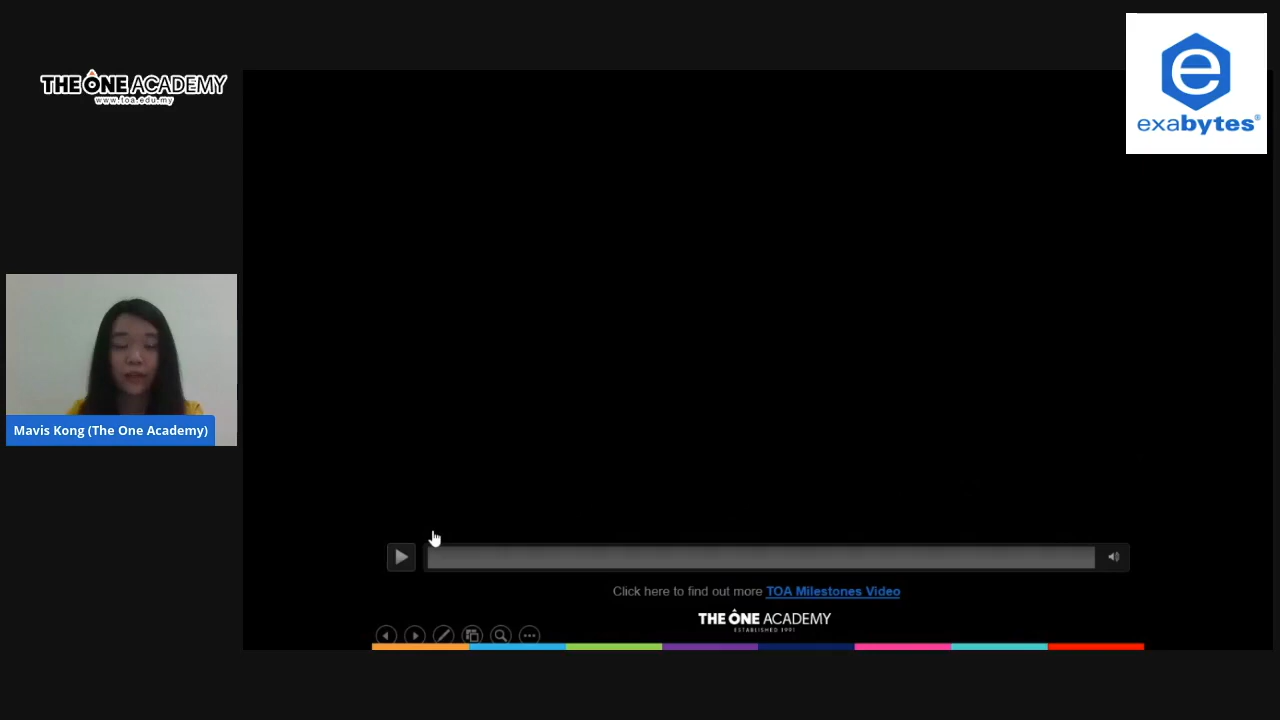 THE ONE ACADEMY
www.toa.edu.my
e
exabytes®
Mavis Kong (The One Academy)
Click here to find out more TOA Milestones Video
THE ONE ACADEMY
ESTABLISHED 1991